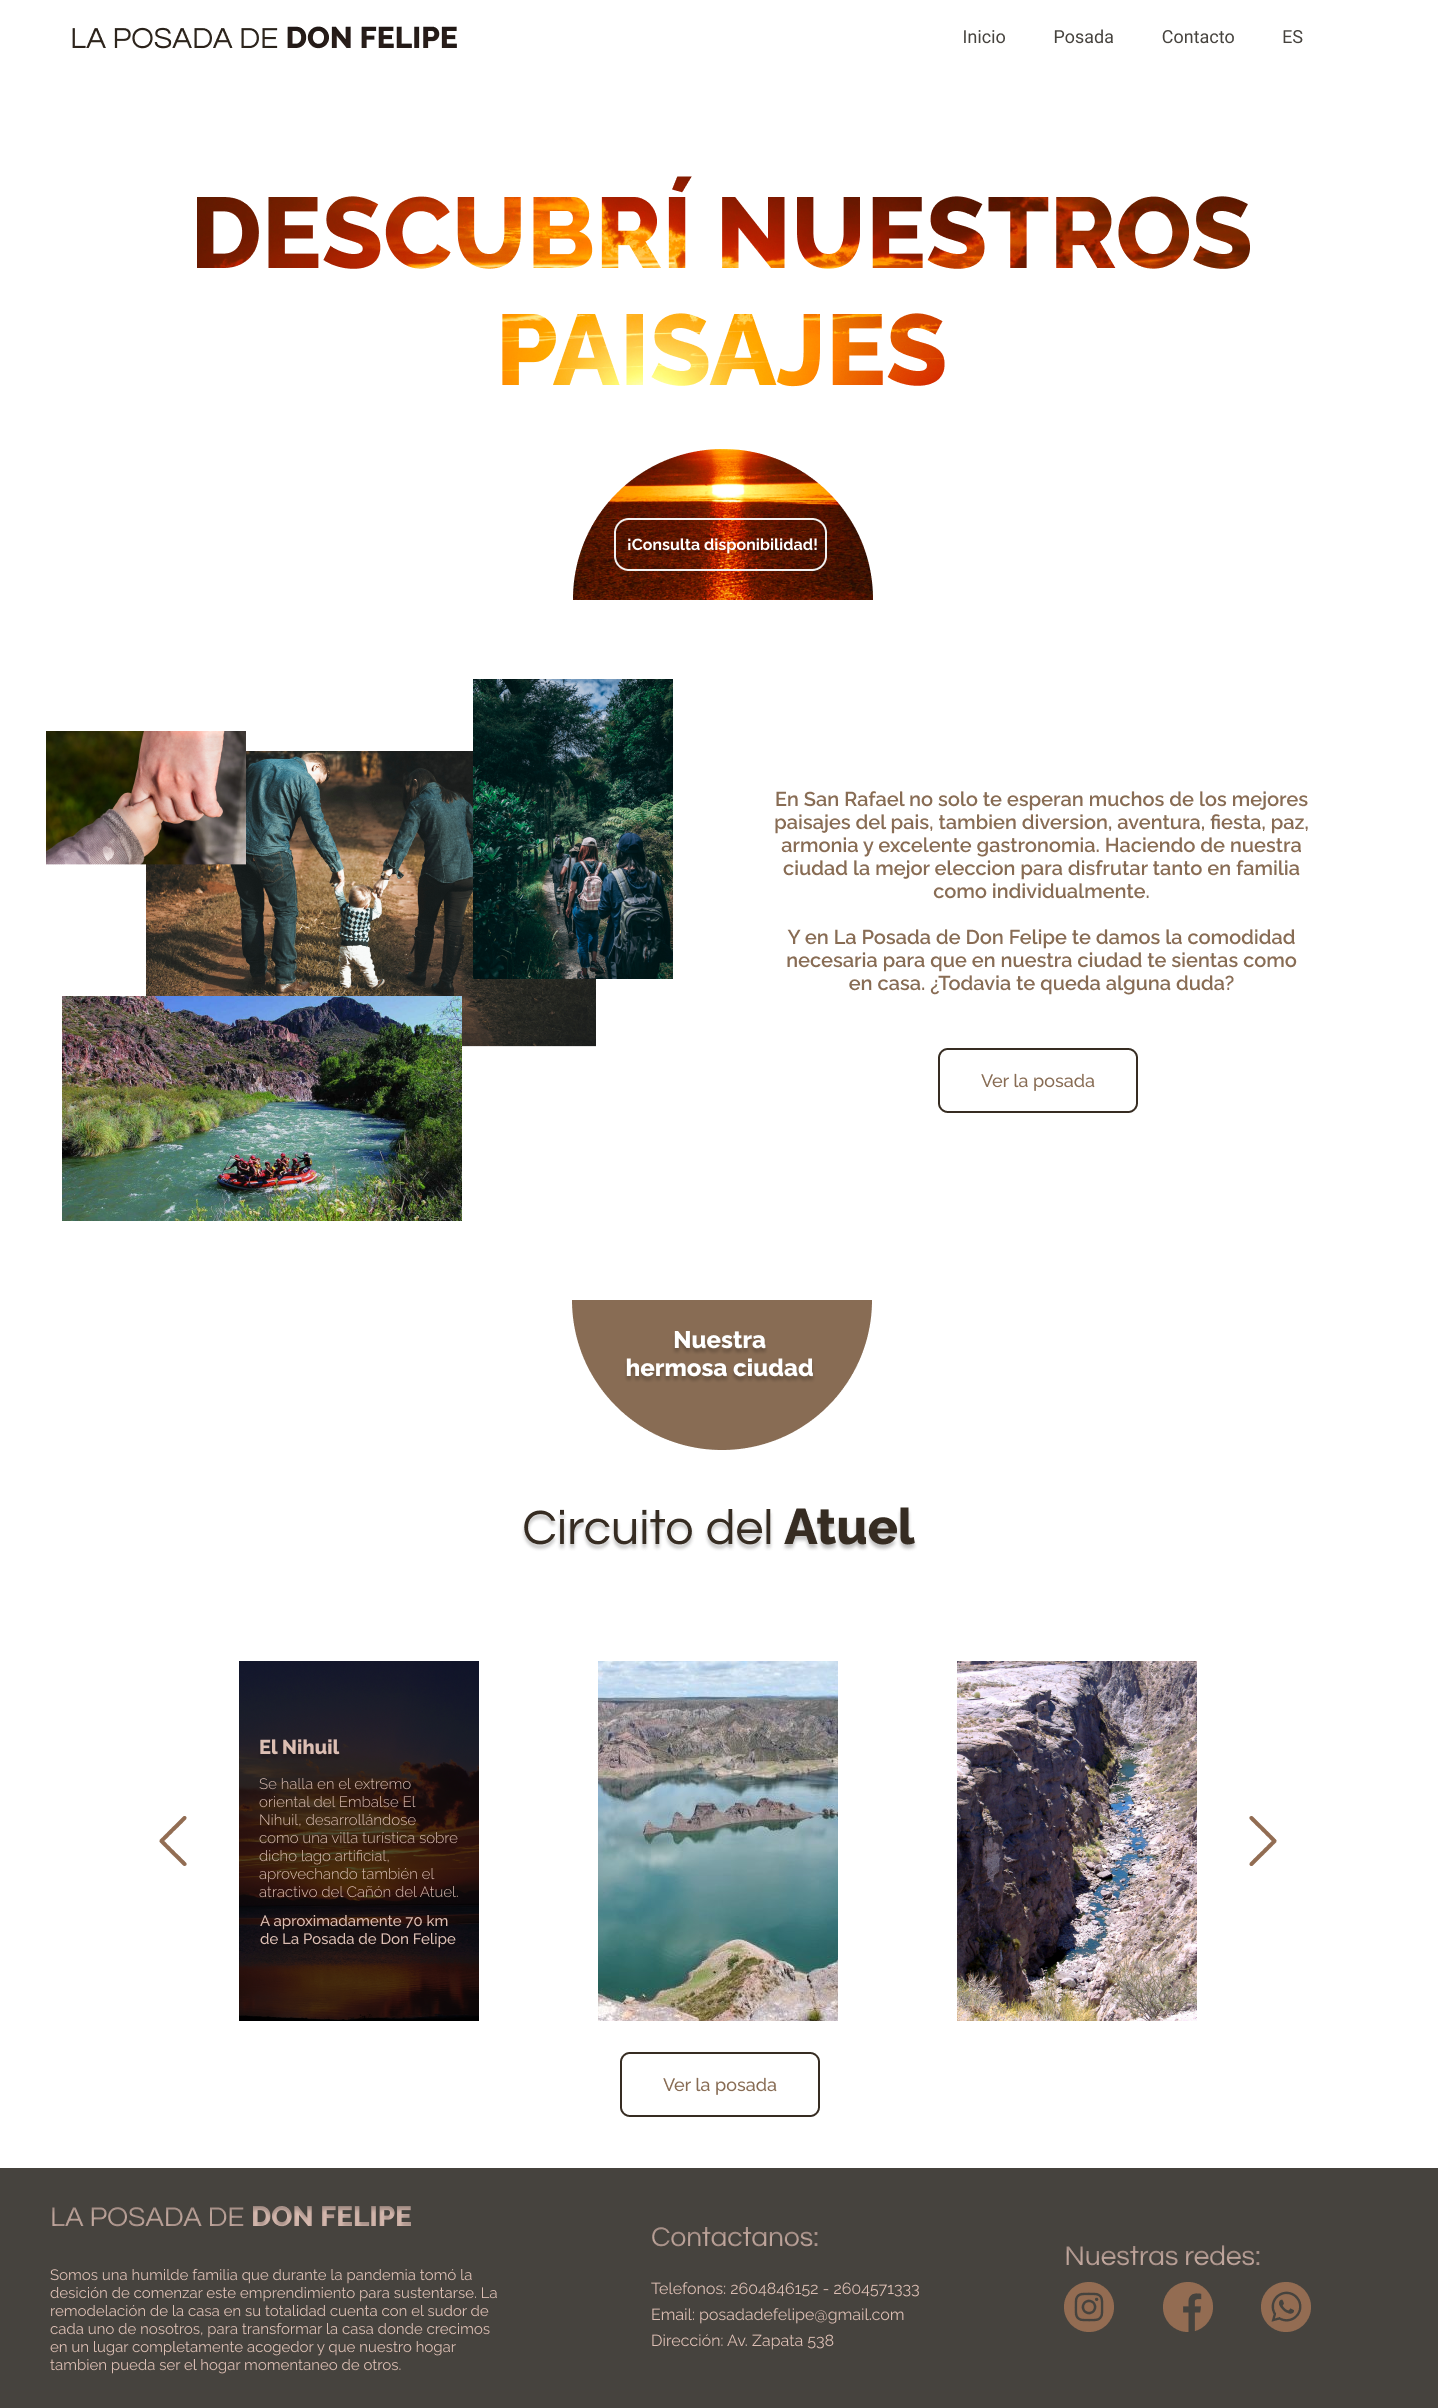 LA POSADA DE DON FELIPE
Inicio Posada Contacto ES
DESCUBRÍ NUESTROS
PAISAJES
¡Consulta disponibilidad!
En San Rafael no solo te esperan muchos de los mejores
paisajes del pais, tambien diversion, aventura, fiesta, paz,
armonia y excelente gastronomia. Haciendo de nuestra
ciudad la mejor eleccion para disfrutar tanto en familia
como individualmente.
Y en La Posada de Don Felipe te damos la comodidad
necesaria para que en nuestra ciudad te sientas como
en casa. ¿Todavia te queda alguna duda?
Ver la posada
Nuestra
hermosa ciudad
Circuito del Atuel
El Nihuil
Se halla en el extremo
oriental del Embalse El
Nihuil, desarrollándose
como una villa turística sobre
dicho lago artificial,
aprovechando también el
atractivo del Cañón del Atuel.
A aproximadamente 70 km
de La Posada de Don Felipe
Ver la posada
LA POSADA DE DON FELIPE
Somos una humilde familia que durante la pandemia tomó la
desición de comenzar este emprendimiento para sustentarse. La
remodelación de la casa en su totalidad cuenta con el sudor de
cada uno de nosotros, para transformar la casa donde crecimos
en un lugar completamente acogedor y que nuestro hogar
tambien pueda ser el hogar momentaneo de otros.
Contactanos:
Telefonos: 2604846152 - 2604571333
Email: posadadefelipe@gmail.com
Dirección: Av. Zapata 538
Nuestras redes: